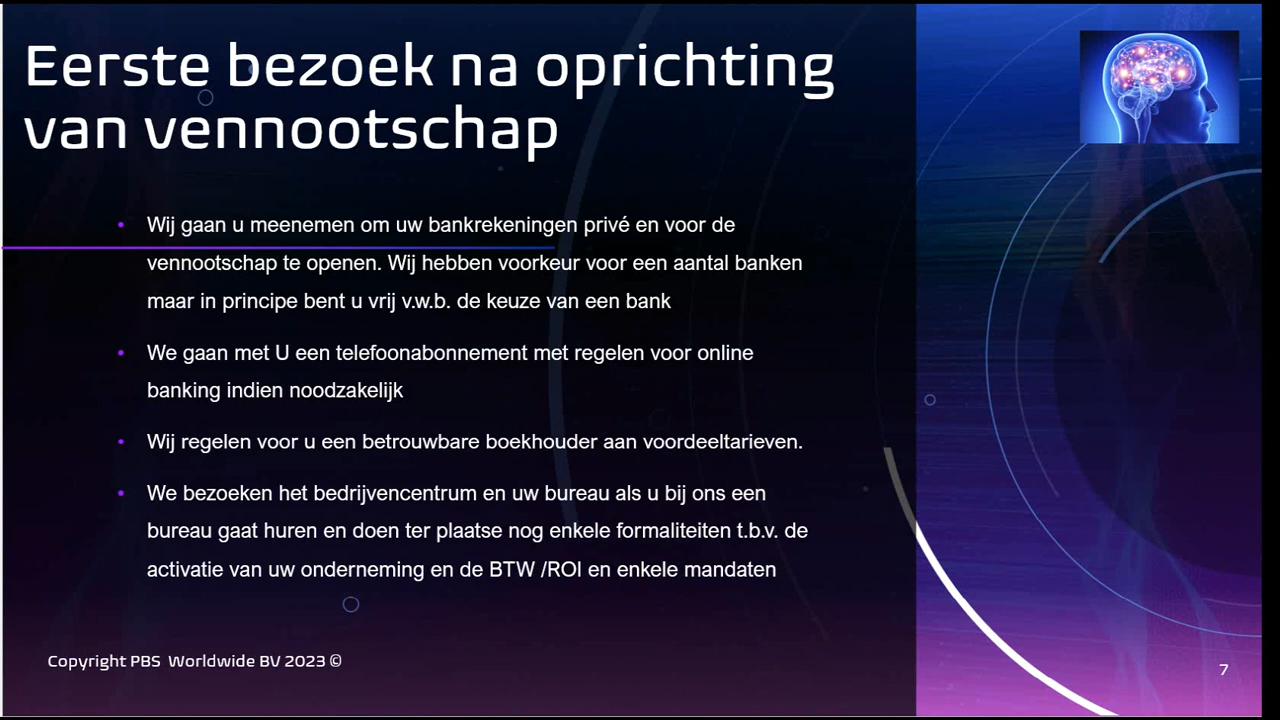 Eerste bezoek na oprichting
van vennootschap
• Wij gaan u meenemen om uw bankrekeningen privé en voor de
vennootschap te openen. Wij hebben voorkeur voor een aantal banken
maar in principe bent u vrij v.w.b. de keuze van een bank
• We gaan met U een telefoonabonnement met regelen voor online
banking indien noodzakelijk
• Wij regelen voor u een betrouwbare boekhouder aan voordeeltarieven.
• We bezoeken het bedrijvencentrum en uw bureau als u bij ons een
bureau gaat huren en doen ter plaatse nog enkele formaliteiten t.b.v. de
activatie van uw onderneming en de BTW /ROI en enkele mandaten
Copyright PBS Worldwide BV 2023 ©
7